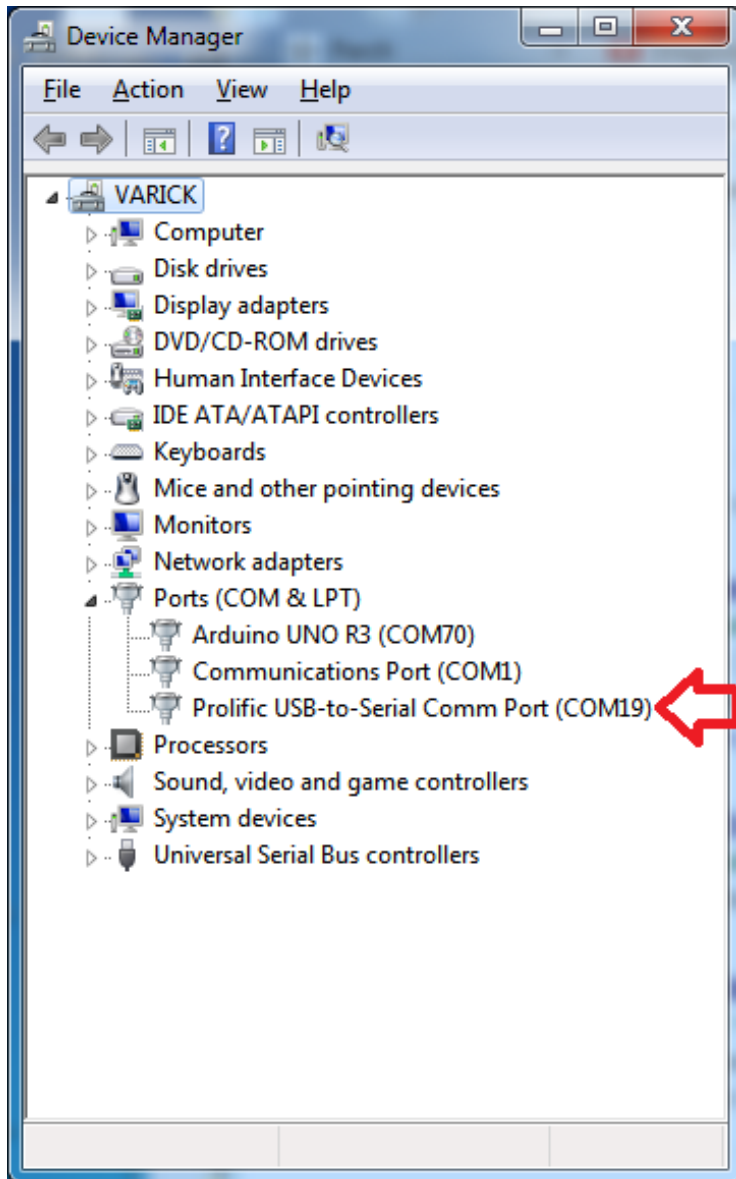 Device Manager
File Action View Help
VARICK
Computer
Disk drives
Display adapters
DVD/CD-ROM drives
Human Interface Devices
IDE ATA/ATAPI controllers
Keyboards
Mice and other pointing devices
Monitors
Network adapters
Ports (COM & LPT)
Arduino UNO R3 (COM70)
Communications Port (COM1)
Prolific USB-to-Serial Comm Port (COM19)
Processors
Sound, video and game controllers
System devices
Universal Serial Bus controllers